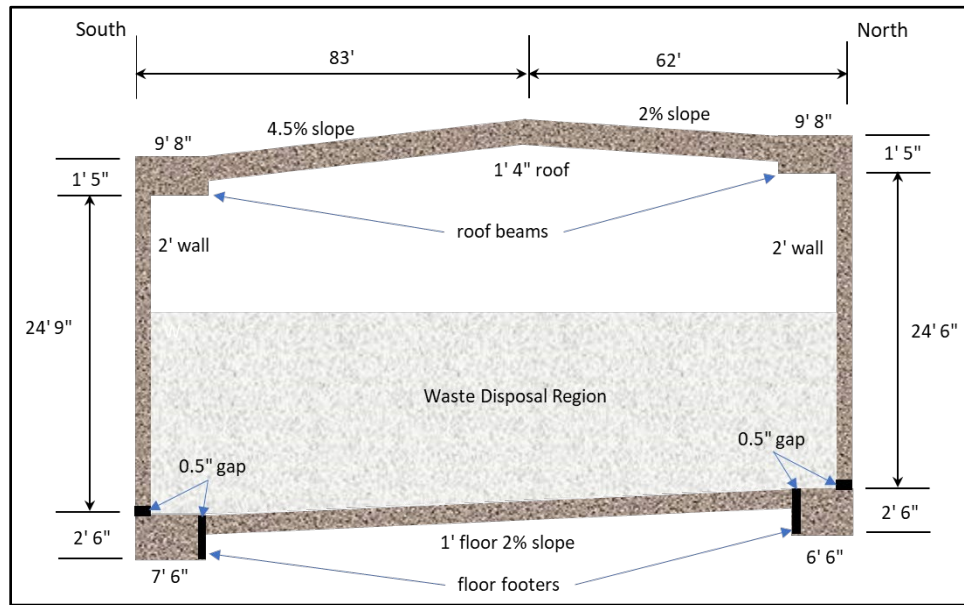 South
North
83'
62'
9' 8"
4.5% slope
2% slope
9' 8"
1' 5"
1' 4" roof
1' 5"
roof beams
2' wall
2' wall
24' 9"
24' 6"
Waste Disposal Region
0.5" gap
0.5" gap
2' 6"
1' floor 2% slope
2' 6"
7' 6"
floor footers
6' 6"